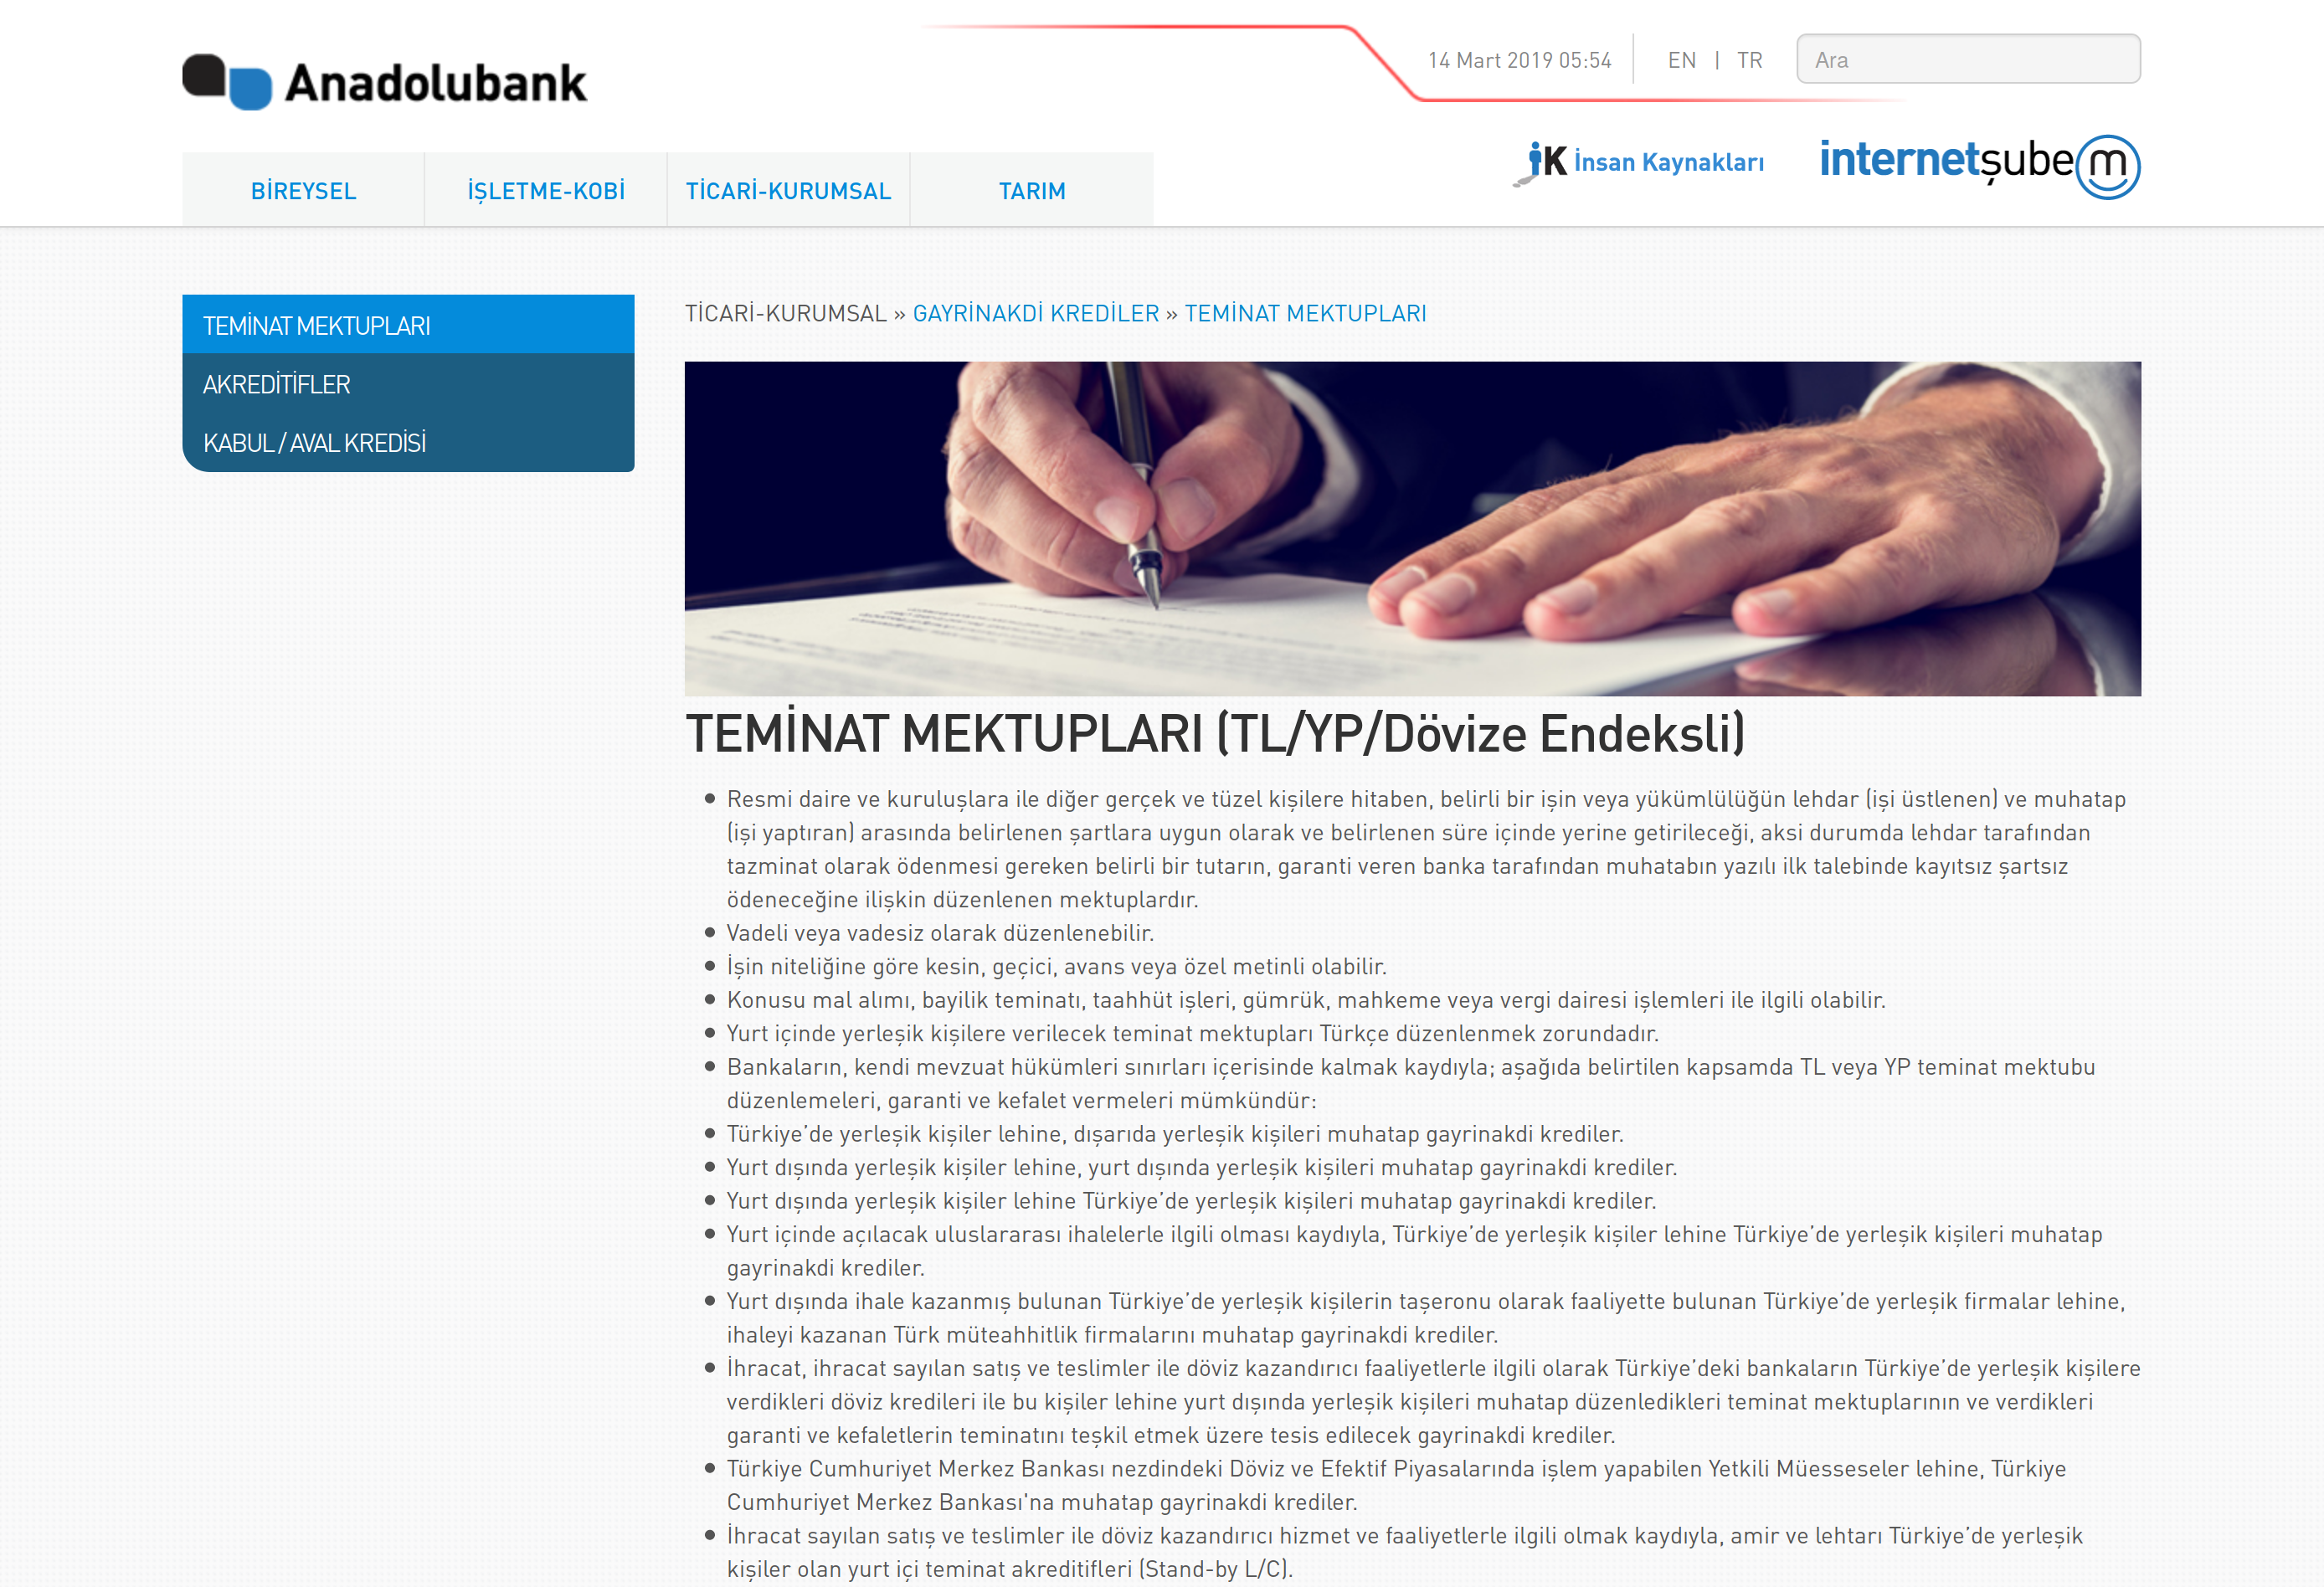 Anadolubank
14 Mart 2019 05:54
EN | TR
Ara
iK İnsan Kaynakları
internetşubem
BİREYSEL
İŞLETME-KOBİ
TİCARİ-KURUMSAL
TARIM
TEMİNAT MEKTUPLARI
AKREDİTİFLER
KABUL / AVAL KREDİSİ
TİCARİ-KURUMSAL » GAYRİNAKDİ KREDİLER » TEMİNAT MEKTUPLARI
TEMİNAT MEKTUPLARI (TL/YP/Dövize Endeksli)
Resmi daire ve kuruluşlara ile diğer gerçek ve tüzel kişilere hitaben, belirli bir işin veya yükümlülüğün lehdar (işi üstlenen) ve muhatap
(işi yaptıran) arasında belirlenen şartlara uygun olarak ve belirlenen süre içinde yerine getirileceği, aksi durumda lehdar tarafından
tazminat olarak ödenmesi gereken belirli bir tutarın, garanti veren banka tarafından muhatabın yazılı ilk talebinde kayıtsız şartsız
ödeneceğine ilişkin düzenlenen mektuplardır.
Vadeli veya vadesiz olarak düzenlenebilir.
İşin niteliğine göre kesin, geçici, avans veya özel metinli olabilir.
Konusu mal alımı, bayilik teminatı, taahhüt işleri, gümrük, mahkeme veya vergi dairesi işlemleri ile ilgili olabilir.
Yurt içinde yerleşik kişilere verilecek teminat mektupları Türkçe düzenlenmek zorundadır.
Bankaların, kendi mevzuat hükümleri sınırları içerisinde kalmak kaydıyla; aşağıda belirtilen kapsamda TL veya YP teminat mektubu
düzenlemeleri, garanti ve kefalet vermeleri mümkündür:
Türkiye’de yerleşik kişiler lehine, dışarıda yerleşik kişileri muhatap gayrinakdi krediler.
Yurt dışında yerleşik kişiler lehine, yurt dışında yerleşik kişileri muhatap gayrinakdi krediler.
Yurt dışında yerleşik kişiler lehine Türkiye’de yerleşik kişileri muhatap gayrinakdi krediler.
Yurt içinde açılacak uluslararası ihalelerle ilgili olması kaydıyla, Türkiye’de yerleşik kişiler lehine Türkiye’de yerleşik kişileri muhatap
gayrinakdi krediler.
Yurt dışında ihale kazanmış bulunan Türkiye’de yerleşik kişilerin taşeronu olarak faaliyette bulunan Türkiye’de yerleşik firmalar lehine,
ihaleyi kazanan Türk müteahhitlik firmalarını muhatap gayrinakdi krediler.
İhracat, ihracat sayılan satış ve teslimler ile döviz kazandırıcı faaliyetlerle ilgili olarak Türkiye’deki bankaların Türkiye’de yerleşik kişilere
verdikleri döviz kredileri ile bu kişiler lehine yurt dışında yerleşik kişileri muhatap düzenledikleri teminat mektuplarının ve verdikleri
garanti ve kefaletlerin teminatını teşkil etmek üzere tesis edilecek gayrinakdi krediler.
Türkiye Cumhuriyet Merkez Bankası nezdindeki Döviz ve Efektif Piyasalarında işlem yapabilen Yetkili Müesseseler lehine, Türkiye
Cumhuriyet Merkez Bankası'na muhatap gayrinakdi krediler.
İhracat sayılan satış ve teslimler ile döviz kazandırıcı hizmet ve faaliyetlerle ilgili olmak kaydıyla, amir ve lehtarı Türkiye’de yerleşik
kişiler olan yurt içi teminat akreditifleri (Stand-by L/C).